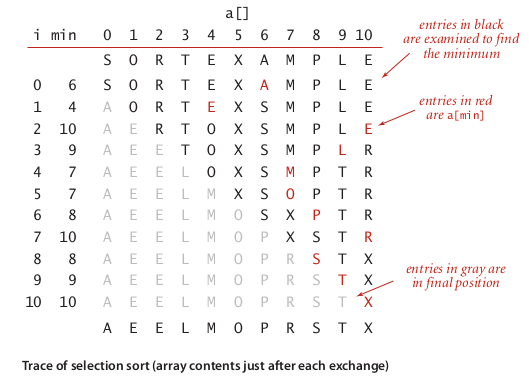 a[]
i min 0 1 2 3 4 5 6 7 8 9 10
S O R T E X A M P L E
0 6 S O R T E X A M P L E
1 4 A O R T E X S M P L E
2 10 A E R T O X S M P L E
3 9 A E E T O X S M P L R
4 7 A E E L O X S M P T R
5 7 A E E L M X S O P T R
6 8 A E E L M O S X P T R
7 10 A E E L M O P X S T R
8 8 A E E L M O P R S T X
9 9 A E E L M O P R S T X
10 10 A E E L M O P R S T X
A E E L M O P R S T X
entries in black
are examined to find
the minimum
entries in red
are a[min]
entries in gray are
in final position
Trace of selection sort (array contents just after each exchange)